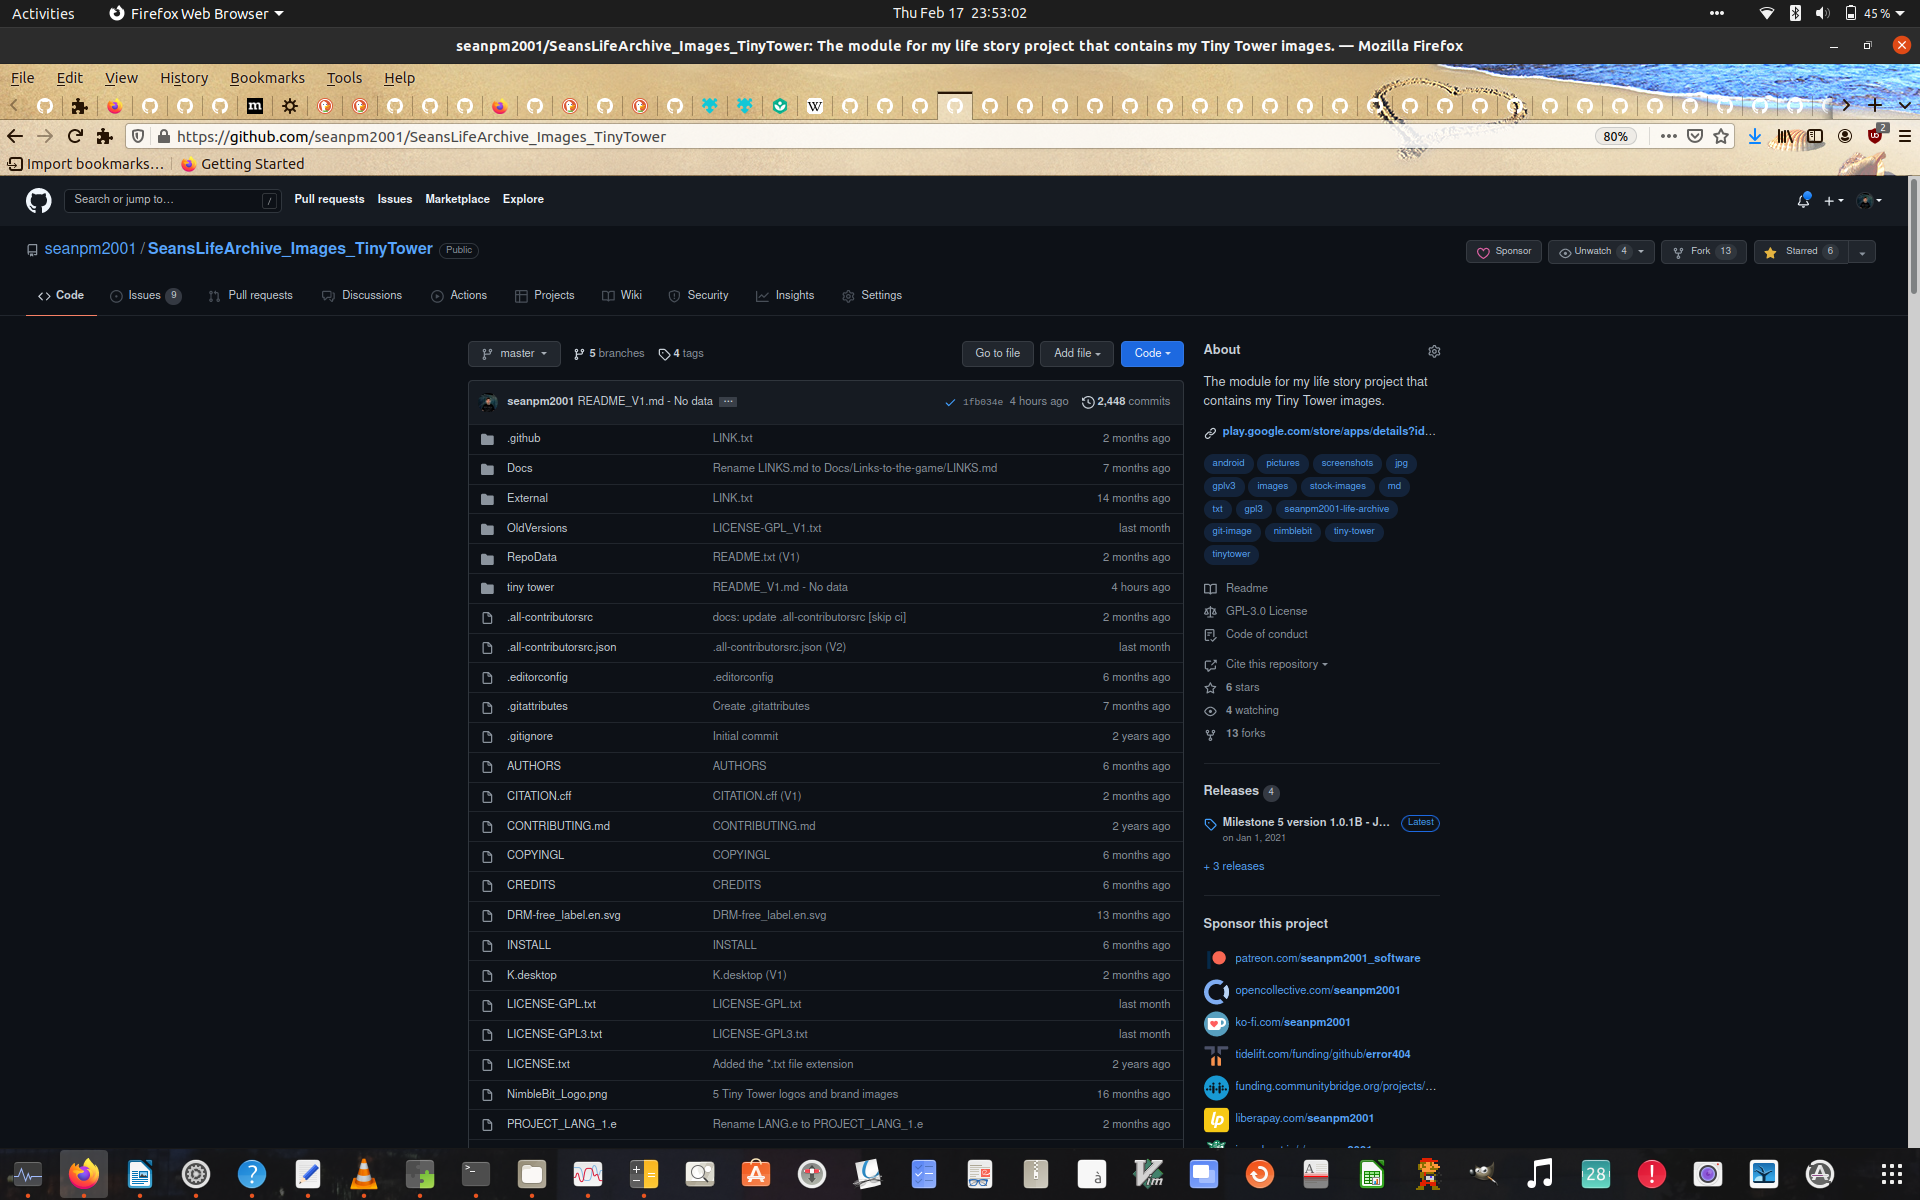 Activities
Firefox Web Browser
Thu Feb 17 23:53:02
45 %
seanpm2001/SeansLifeArchive_Images_TinyTower: The module for my life story project that contains my Tiny Tower images. — Mozilla Firefox
File Edit View History Bookmarks Tools Help
https://github.com/seanpm2001/SeansLifeArchive_Images_TinyTower
80%
2
Import bookmarks…
Getting Started
Search or jump to…
/
Pull requests Issues Marketplace Explore
seanpm2001 / SeansLifeArchive_Images_TinyTower Public
Sponsor
Unwatch 4
Fork 13
Starred 6
Code
Issues 9
Pull requests
Discussions
Actions
Projects
Wiki
Security
Insights
Settings
master
5 branches
4 tags
Go to file
Add file
Code
seanpm2001 README_V1.md - No data
1fb034e 4 hours ago
2,448 commits
.github LINK.txt 2 months ago
Docs Rename LINKS.md to Docs/Links-to-the-game/LINKS.md 7 months ago
External LINK.txt 14 months ago
OldVersions LICENSE-GPL_V1.txt last month
RepoData README.txt (V1) 2 months ago
tiny tower README_V1.md - No data 4 hours ago
.all-contributorsrc docs: update .all-contributorsrc [skip ci] 2 months ago
.all-contributorsrc.json .all-contributorsrc.json (V2) last month
.editorconfig .editorconfig 6 months ago
.gitattributes Create .gitattributes 7 months ago
.gitignore Initial commit 2 years ago
AUTHORS AUTHORS 6 months ago
CITATION.cff CITATION.cff (V1) 2 months ago
CONTRIBUTING.md CONTRIBUTING.md 2 years ago
COPYINGL COPYINGL 6 months ago
CREDITS CREDITS 6 months ago
DRM-free_label.en.svg DRM-free_label.en.svg 13 months ago
INSTALL INSTALL 6 months ago
K.desktop K.desktop (V1) 2 months ago
LICENSE-GPL.txt LICENSE-GPL.txt last month
LICENSE-GPL3.txt LICENSE-GPL3.txt last month
LICENSE.txt Added the *.txt file extension 2 years ago
NimbleBit_Logo.png 5 Tiny Tower logos and brand images 16 months ago
PROJECT_LANG_1.e Rename LANG.e to PROJECT_LANG_1.e 2 months ago
About
The module for my life story project that
contains my Tiny Tower images.
play.google.com/store/apps/details?id…
android pictures screenshots jpg
gplv3 images stock-images md
txt gpl3 seanpm2001-life-archive
git-image nimblebit tiny-tower
tinytower
Readme
GPL-3.0 License
Code of conduct
Cite this repository
6 stars
4 watching
13 forks
Releases 4
Milestone 5 version 1.0.1B - J… Latest
on Jan 1, 2021
+ 3 releases
Sponsor this project
patreon.com/seanpm2001_software
opencollective.com/seanpm2001
ko-fi.com/seanpm2001
tidelift.com/funding/github/error404
funding.communitybridge.org/projects/…
liberapay.com/seanpm2001
28